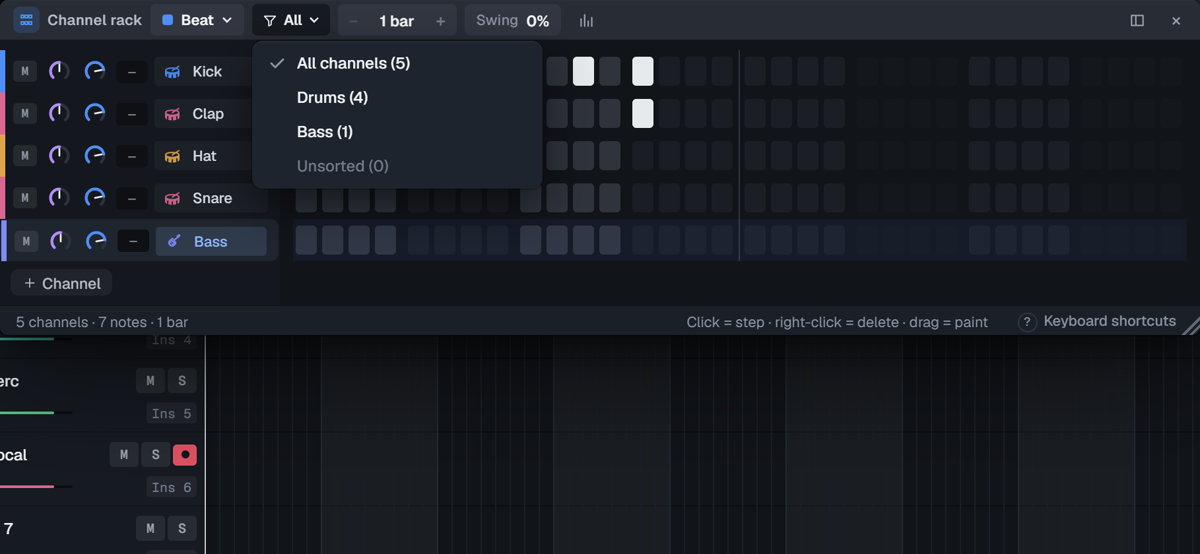 Channel rack Beat All − 1 bar + Swing 0%
All channels (5)
Drums (4)
Bass (1)
Unsorted (0)
M – Kick
M – Clap
M – Hat
M – Snare
M – Bass
+ Channel
5 channels · 7 notes · 1 bar Click = step · right-click = delete · drag = paint ? Keyboard shortcuts
Ins 4
erc M S
Ins 5
ocal M S
Ins 6
7 M S